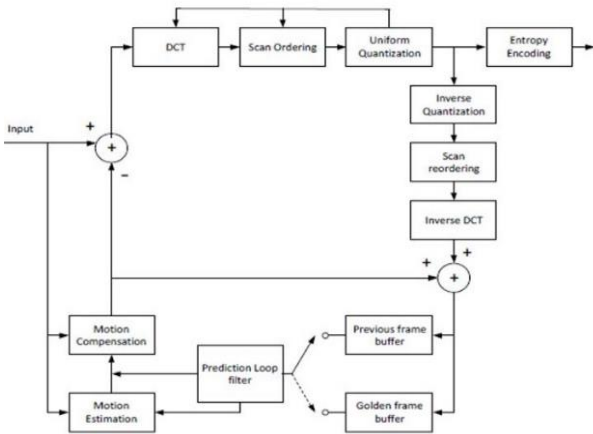 DCT
Scan Ordering
Uniform
Quantization
Entropy
Encoding
Inverse
Quantization
Input
+
+
−
Scan
reordering
Inverse DCT
+
+
+
Motion
Compensation
Previous frame
buffer
Prediction Loop
filter
Motion
Estimation
Golden frame
buffer